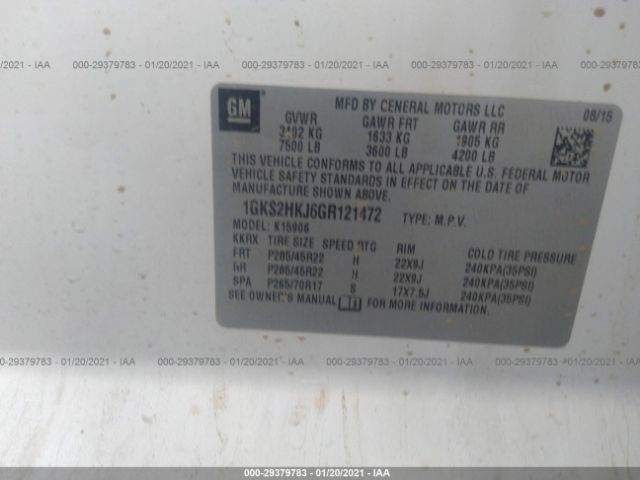 000-29379783 - 01/20/2021 - IAA
GM
MFD BY GENERAL MOTORS LLC
08/15
GVWR GAWR FRT GAWR RR
3402 KG 1633 KG 1905 KG
7500 LB 3600 LB 4200 LB
THIS VEHICLE CONFORMS TO ALL APPLICABLE U.S. FEDERAL MOTOR
VEHICLE SAFETY STANDARDS IN EFFECT ON THE DATE OF
MANUFACTURE SHOWN ABOVE.
1GKS2HKJ6GR121472 TYPE: M.P.V.
MODEL: K15906
KKRX TIRE SIZE SPEED RTG RIM COLD TIRE PRESSURE
FRT P285/45R22 H 22X9J 240KPA(35PSI)
RR P285/45R22 H 22X9J 240KPA(35PSI)
SPA P265/70R17 S 17X7.5J 240KPA(35PSI)
SEE OWNER'S MANUAL FOR MORE INFORMATION.
000-29379783 - 01/20/2021 - IAA